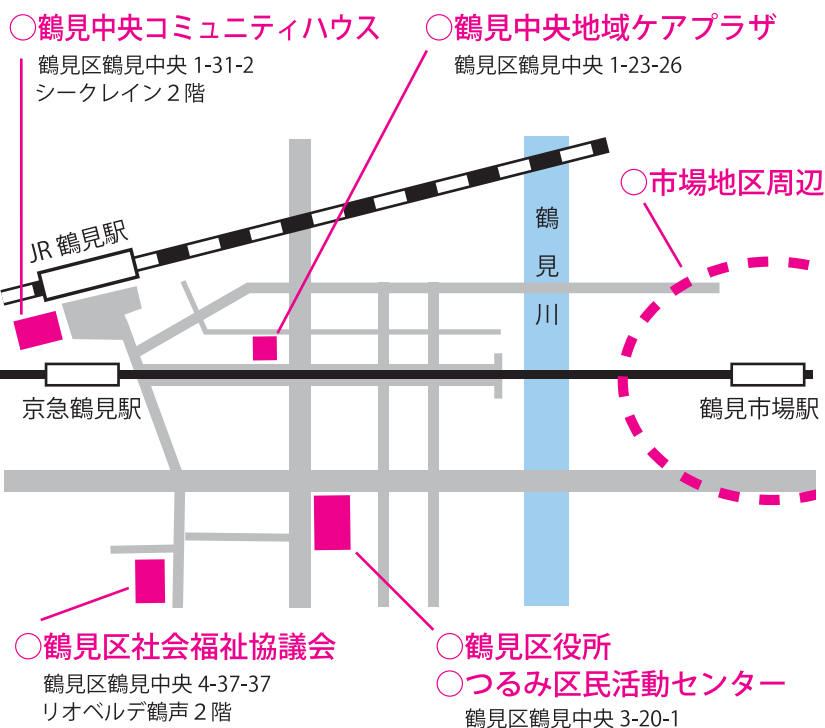 ○鶴見中央コミュニティハウス
鶴見区鶴見中央 1-31-2
シークレイン 2 階
○鶴見中央地域ケアプラザ
鶴見区鶴見中央 1-23-26
○市場地区周辺
JR 鶴見駅
鶴見川
京急鶴見駅
鶴見市場駅
○鶴見区社会福祉協議会
鶴見区鶴見中央 4-37-37
リオベルデ鶴声 2 階
○鶴見区役所
○つるみ区民活動センター
鶴見区鶴見中央 3-20-1